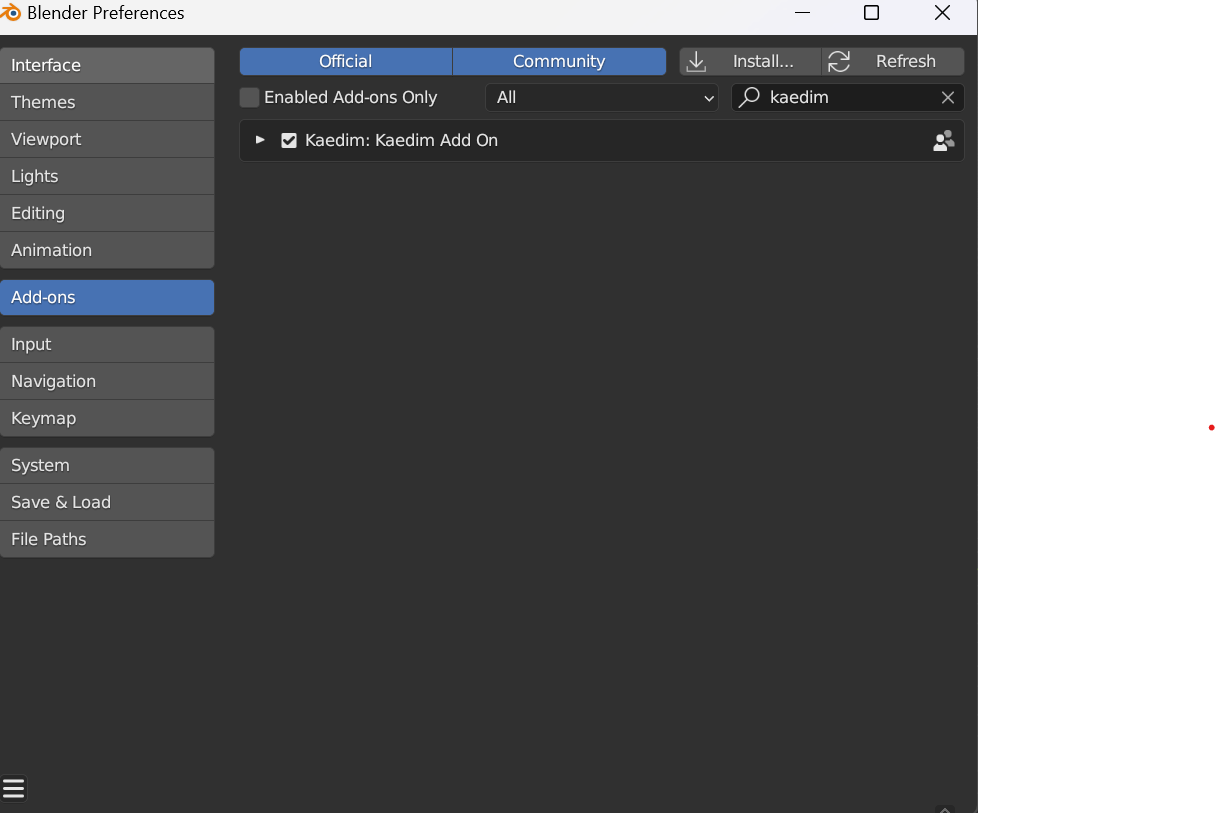 Blender Preferences
Interface
Themes
Viewport
Lights
Editing
Animation
Add-ons
Input
Navigation
Keymap
System
Save & Load
File Paths
Official Community Install... Refresh
Enabled Add-ons Only All kaedim
Kaedim: Kaedim Add On